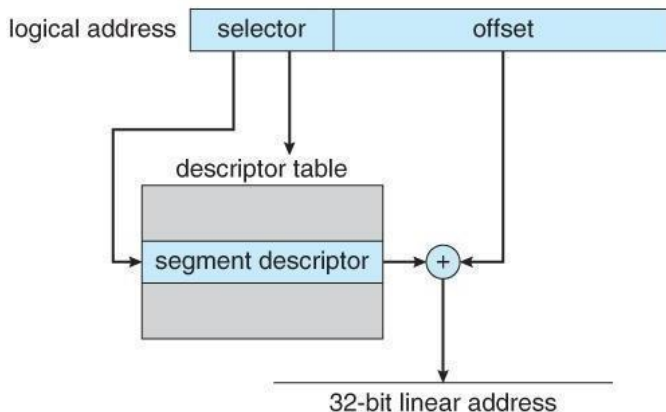 logical address selector offset
descriptor table
segment descriptor +
32-bit linear address